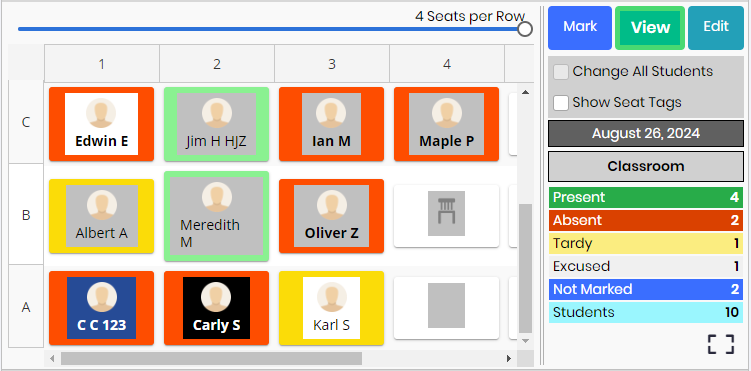 4 Seats per Row
1 2 3 4
C
Edwin E
Jim H HJZ
Ian M
Maple P
B
Albert A
Meredith
M
Oliver Z
A
C C 123
Carly S
Karl S
Mark
View
Edit
Change All Students
Show Seat Tags
August 26, 2024
Classroom
Present 4
Absent 2
Tardy 1
Excused 1
Not Marked 2
Students 10